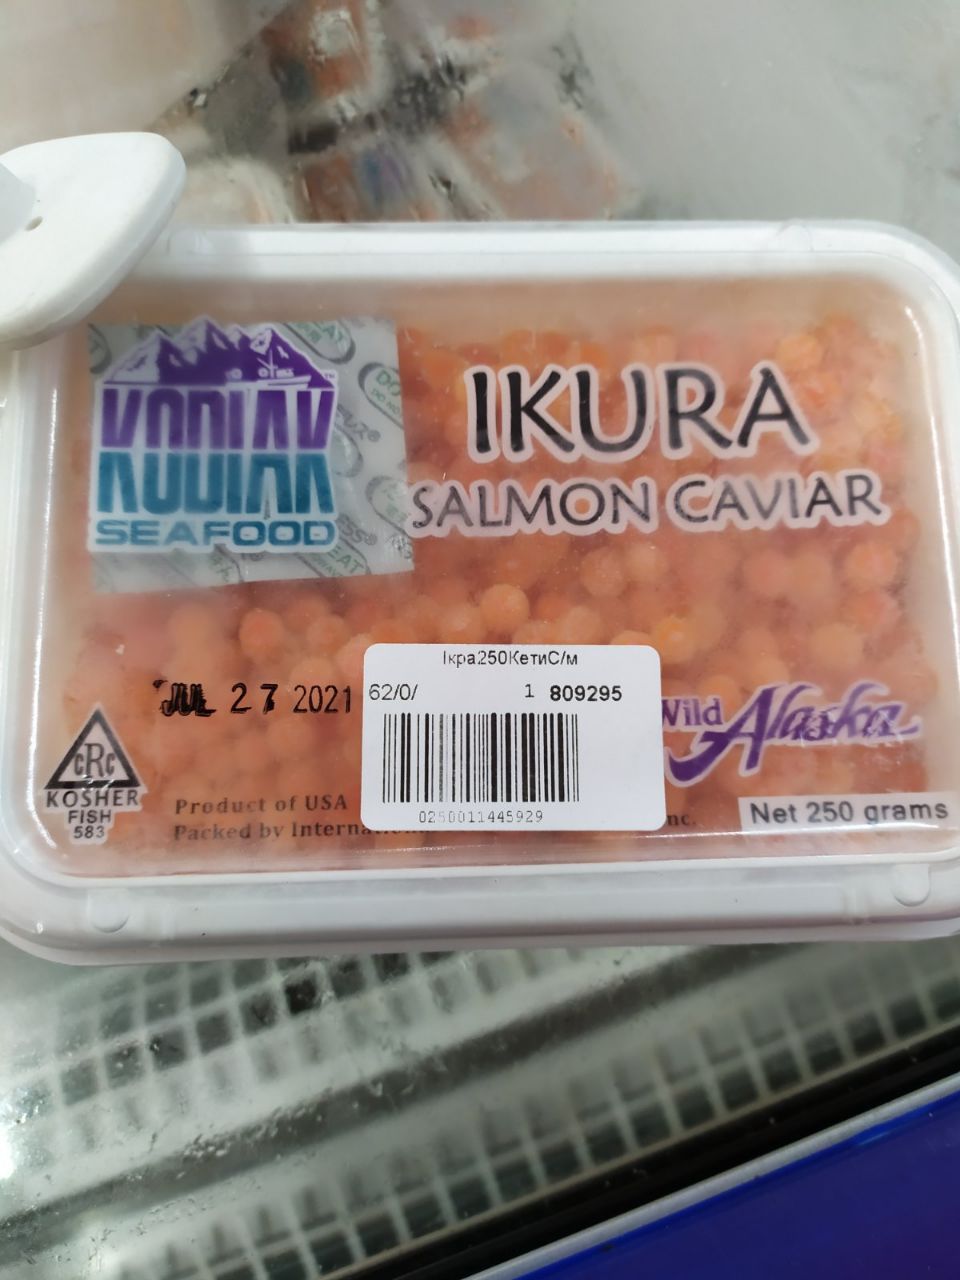 KODIAK
SEAFOOD
IKURA
SALMON CAVIAR
JUL 27 2021
Ікра250КетиС/м
62/0/ 1 809295
0250011445929
Wild Alaska
CRC
KOSHER
FISH
583
Product of USA
Packed by
Net 250 grams